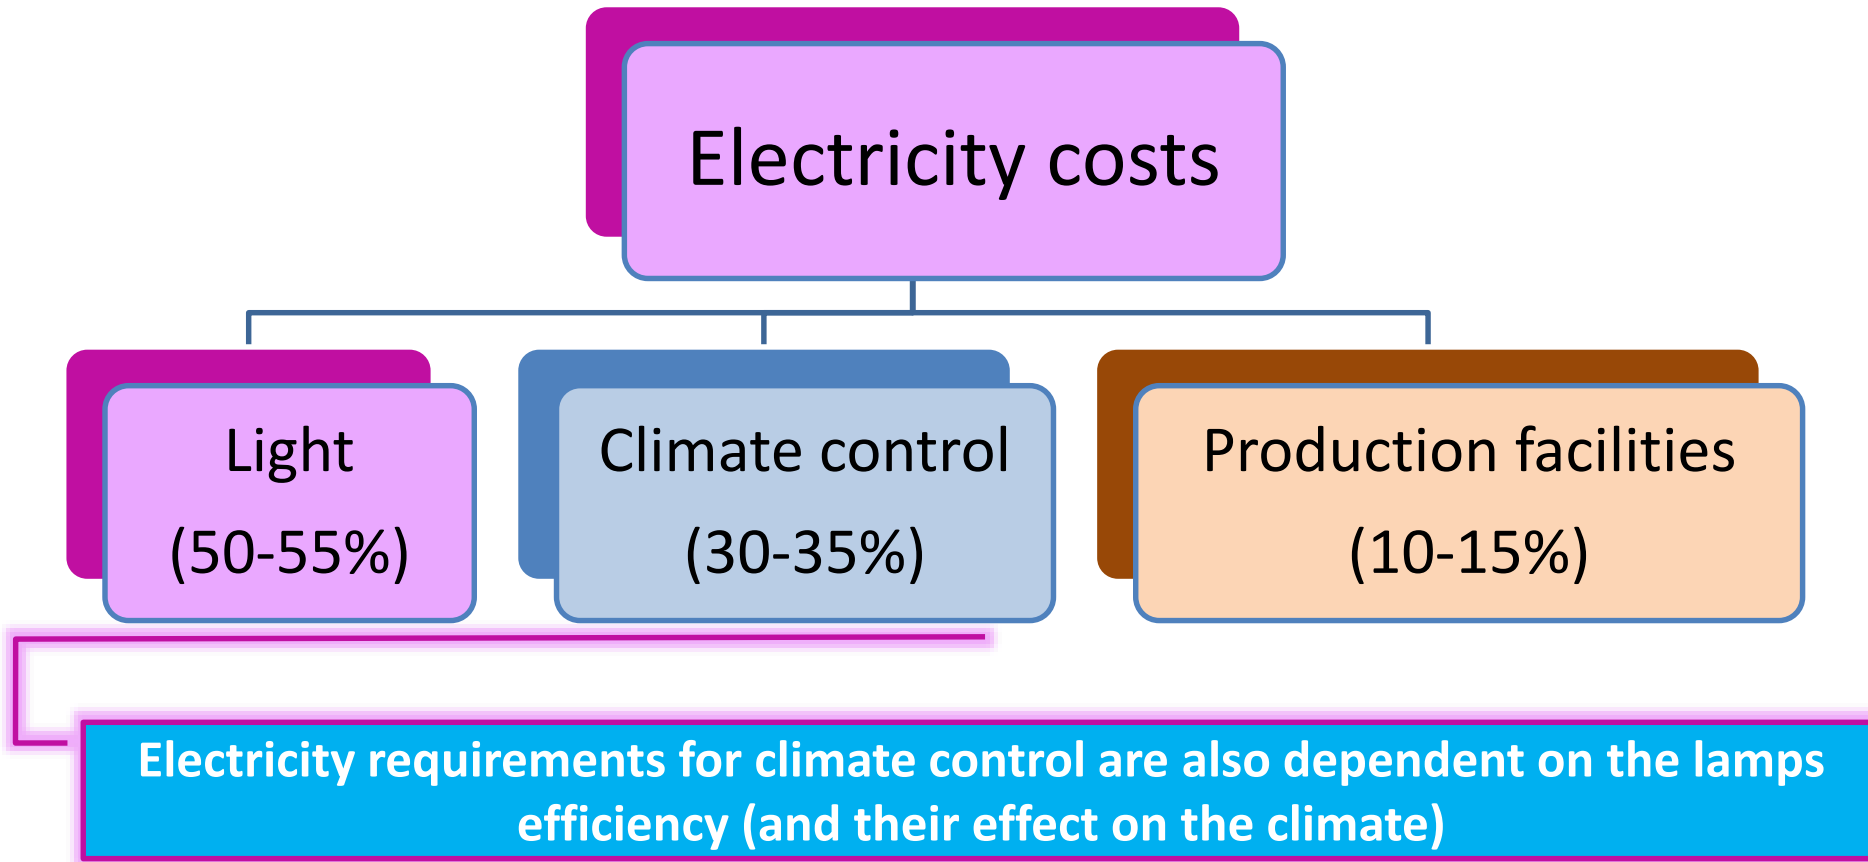 Electricity costs
Light
(50-55%)
Climate control
(30-35%)
Production facilities
(10-15%)
Electricity requirements for climate control are also dependent on the lamps
efficiency (and their effect on the climate)